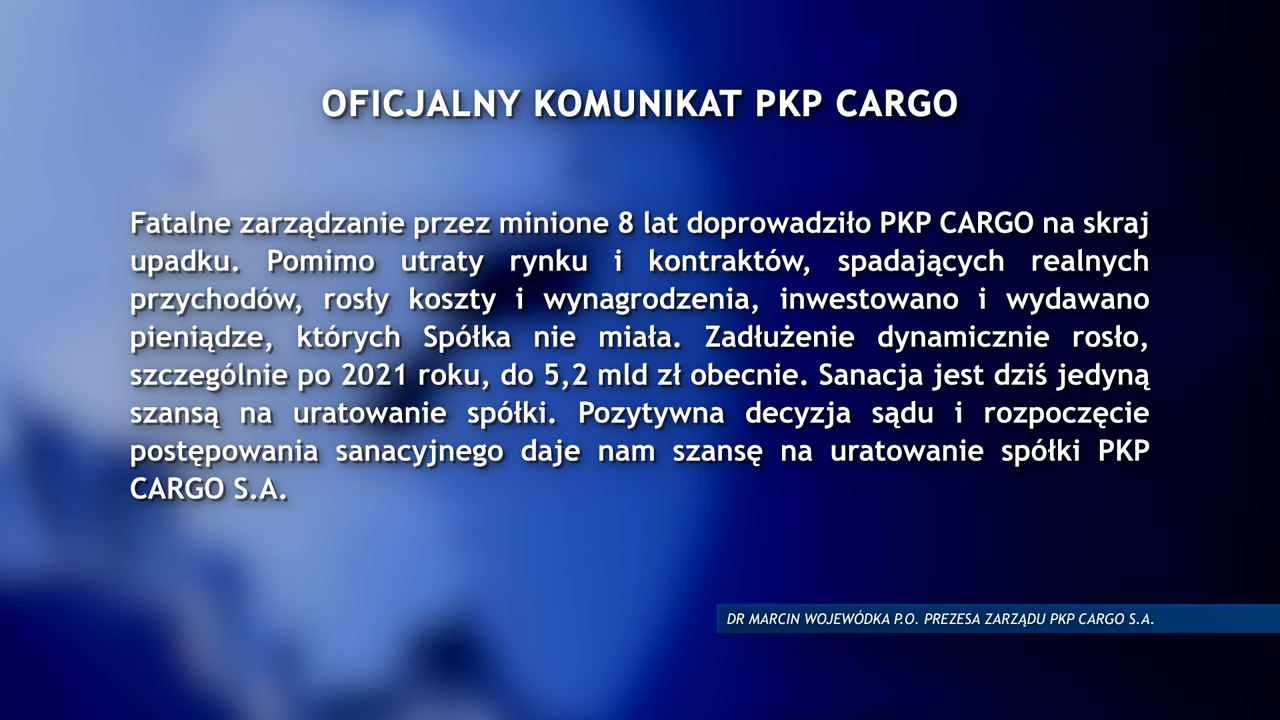 OFICJALNY KOMUNIKAT PKP CARGO
Fatalne zarządzanie przez minione 8 lat doprowadziło PKP CARGO na skraj
upadku. Pomimo utraty rynku i kontraktów, spadających realnych
przychodów, rosły koszty i wynagrodzenia, inwestowano i wydawano
pieniądze, których Spółka nie miała. Zadłużenie dynamicznie rosło,
szczególnie po 2021 roku, do 5,2 mld zł obecnie. Sanacja jest dziś jedyną
szansą na uratowanie spółki. Pozytywna decyzja sądu i rozpoczęcie
postępowania sanacyjnego daje nam szansę na uratowanie spółki PKP
CARGO S.A.
DR MARCIN WOJEWÓDKA P.O. PREZESA ZARZĄDU PKP CARGO S.A.